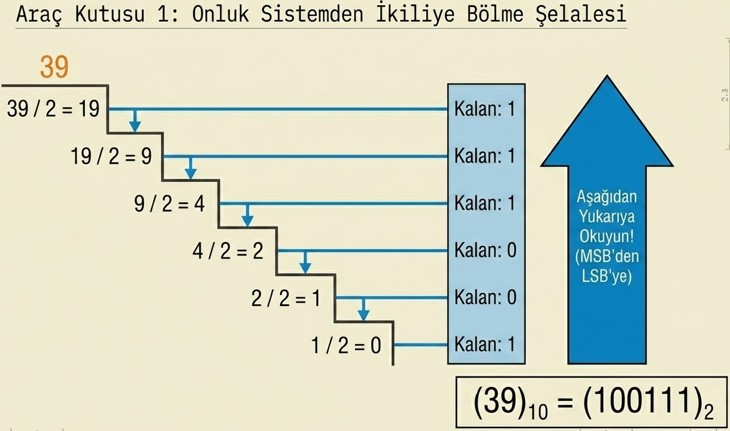 Araç Kutusu 1: Onluk Sistemden İkiliye Bölme Şelalesi
39
39 / 2 = 19
Kalan: 1
19 / 2 = 9
Kalan: 1
9 / 2 = 4
Kalan: 1
4 / 2 = 2
Kalan: 0
2 / 2 = 1
Kalan: 0
1 / 2 = 0
Kalan: 1
Aşağıdan
Yukarıya
Okuyun!
(MSB'den
LSB'ye)
2.3
(39)₁₀ = (100111)₂